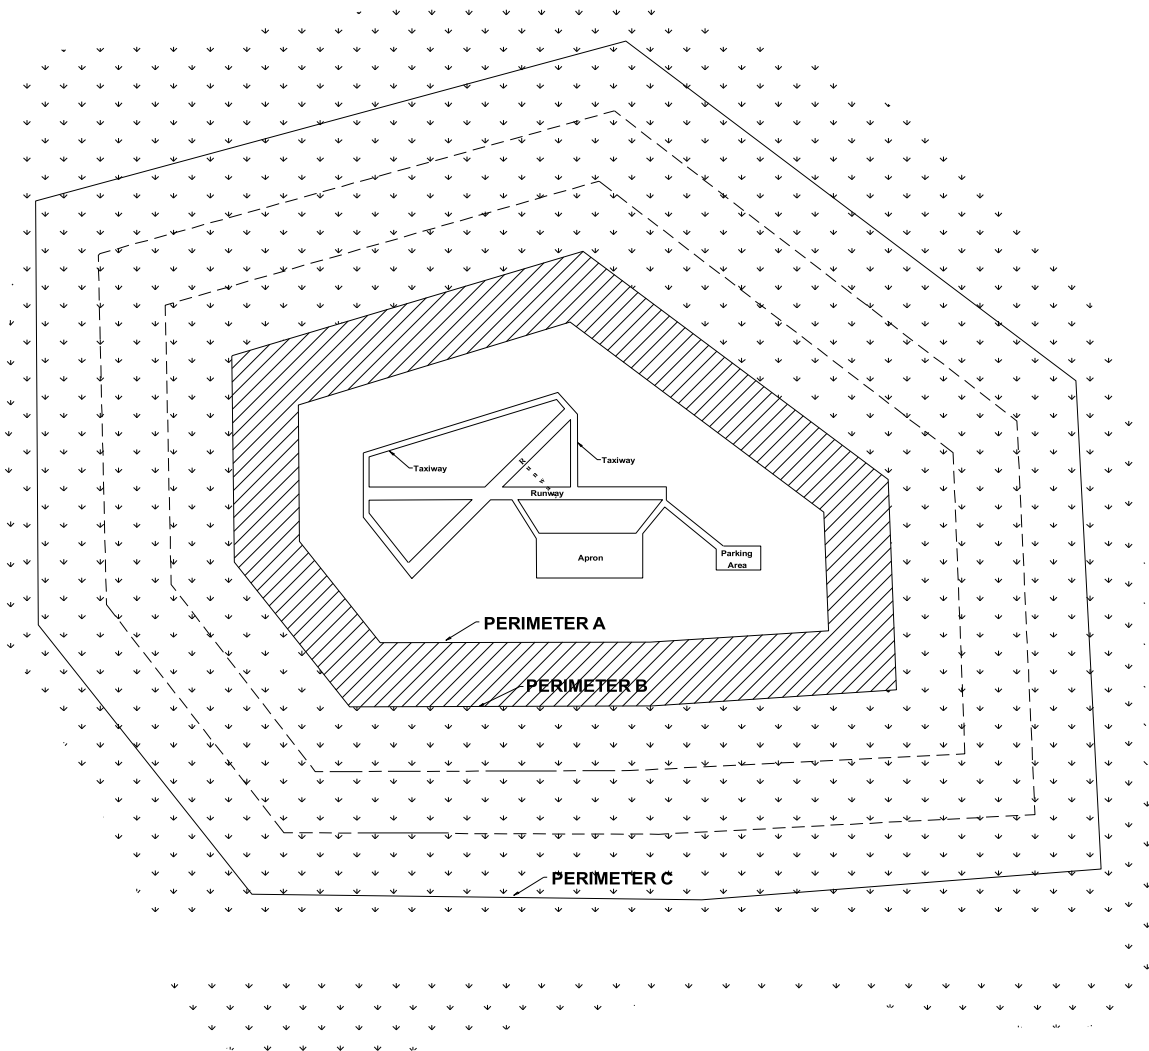 Taxiway
Taxiway
R
Runway
Apron
Parking
Area
PERIMETER A
PERIMETER B
PERIMETER C